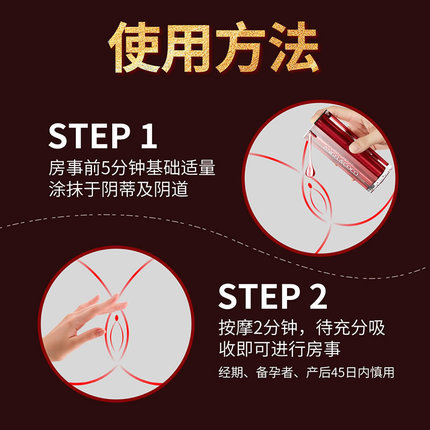 使用方法
STEP 1
房事前5分钟基础适量
涂抹于阴蒂及阴道
STEP 2
按摩2分钟，待充分吸
收即可进行房事
经期、备孕者、产后45日内慎用